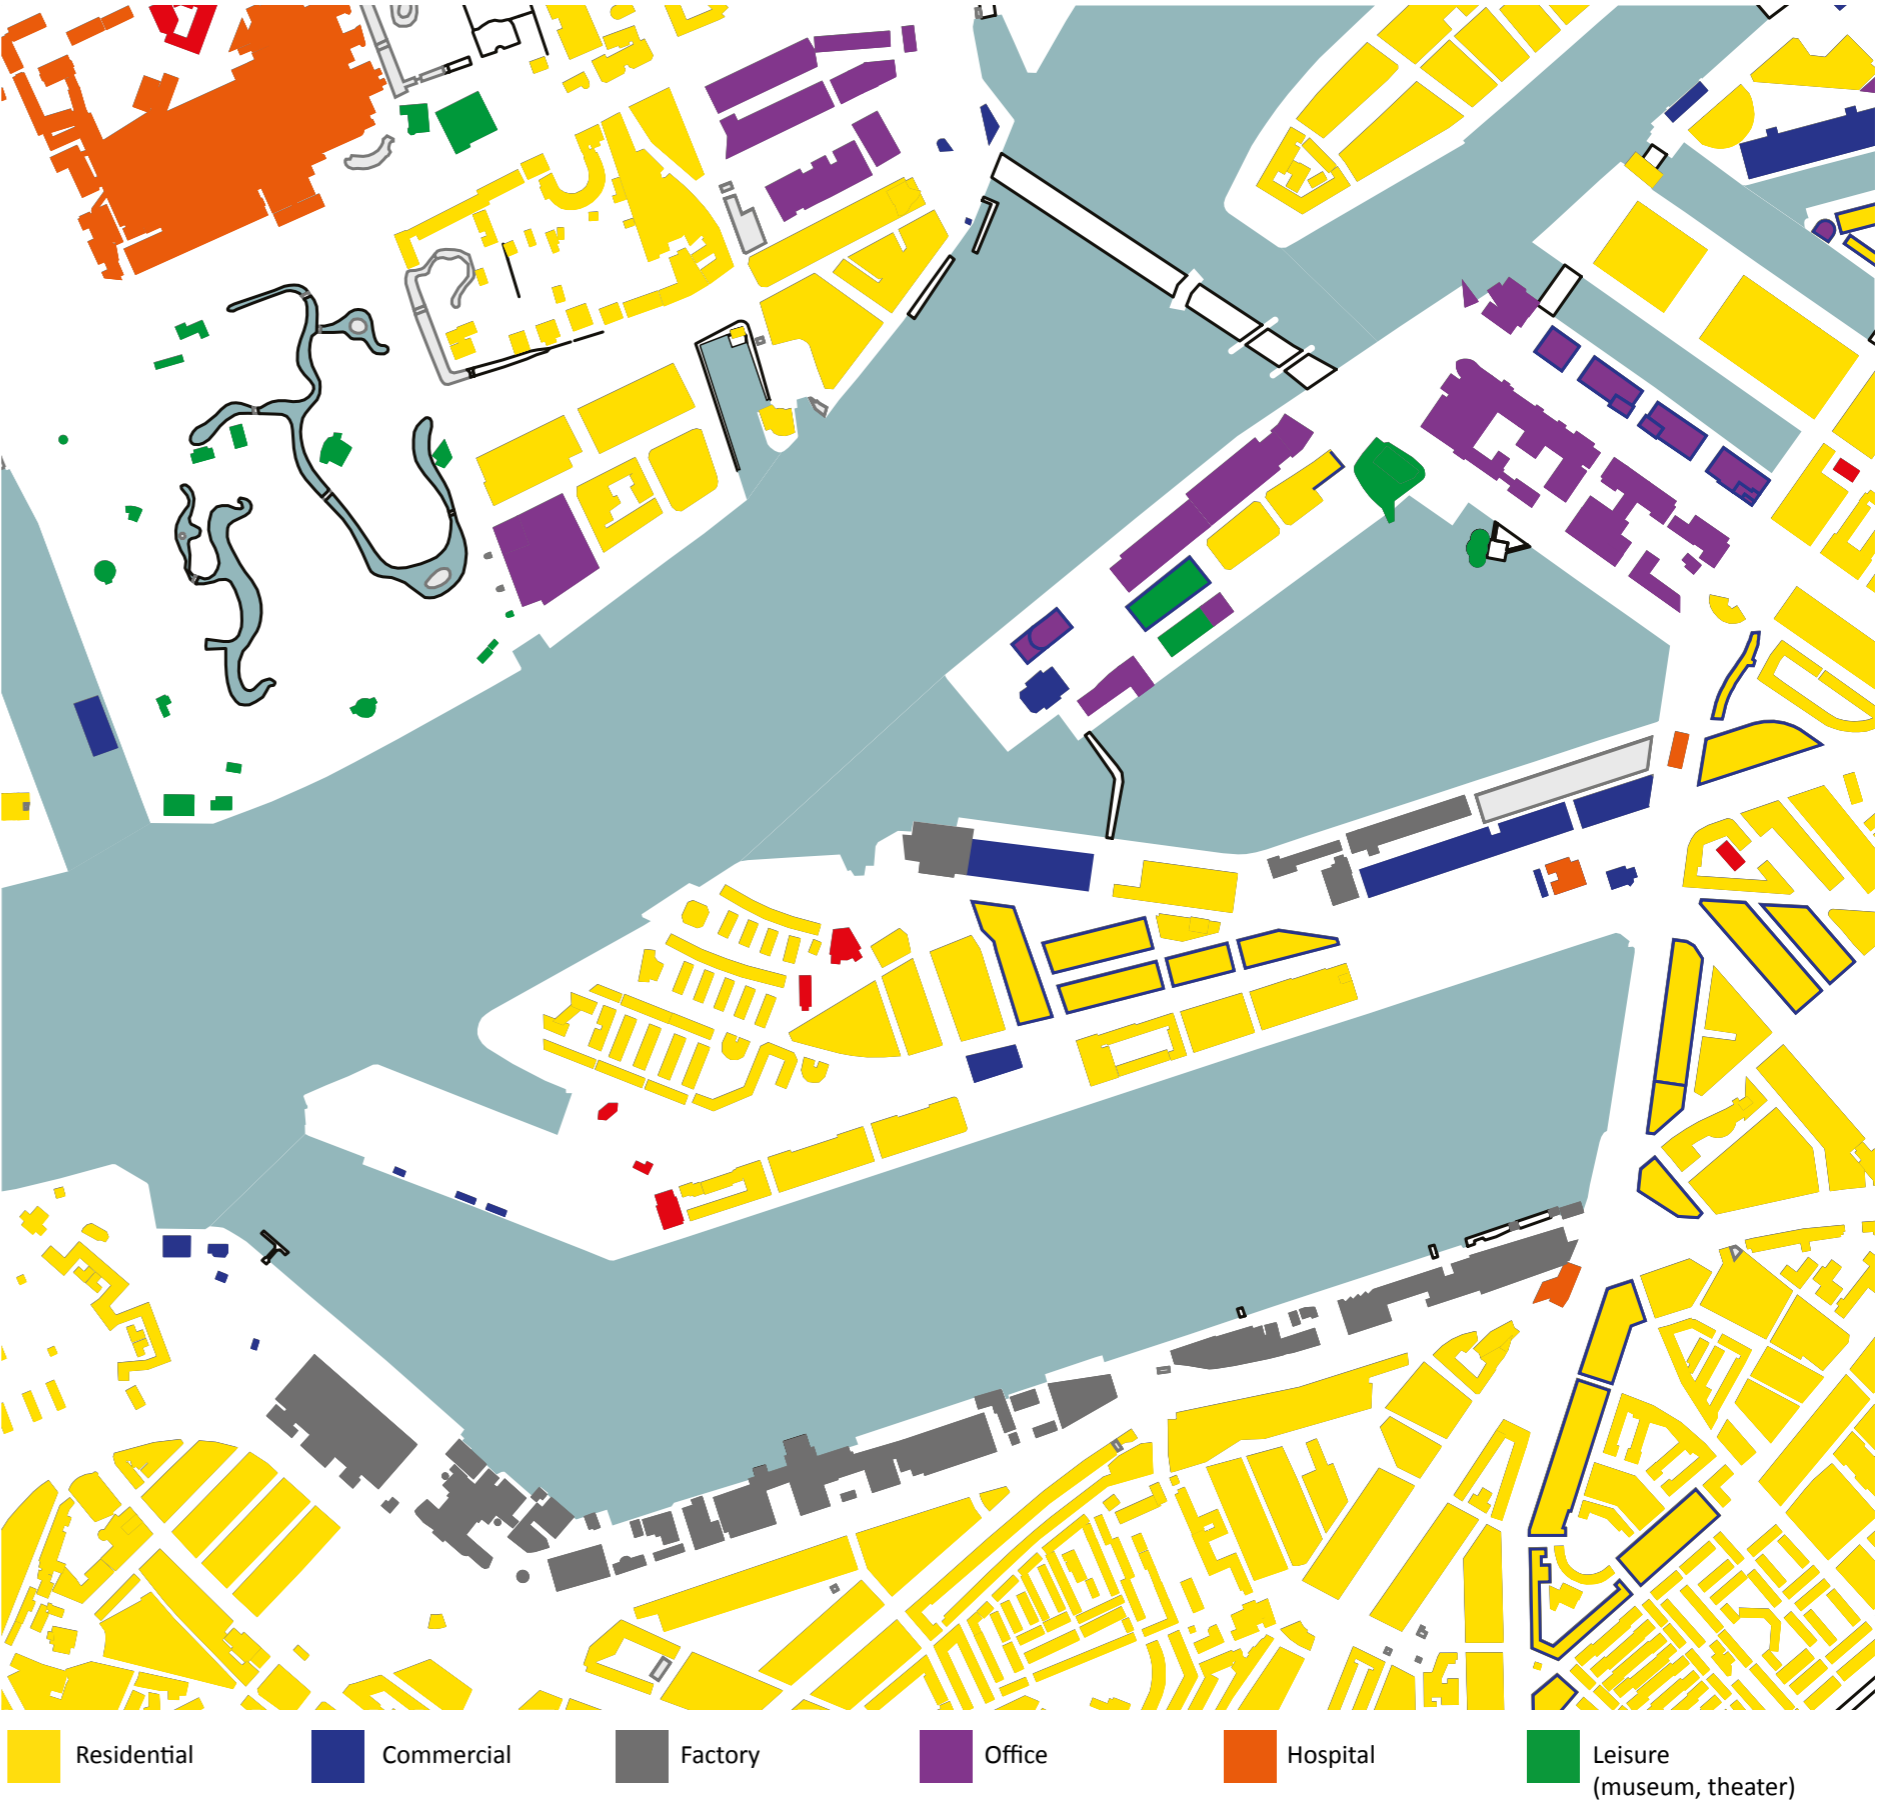 Residential
Commercial
Factory
Office
Hospital
Leisure
(museum, theater)